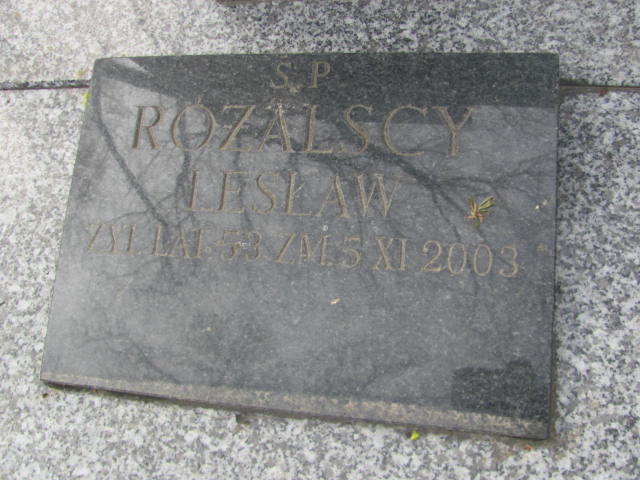 Ś P
RÓŻALSCY
LESŁAW
ŻYŁ LAT 53 ZM. 5 XI 2003